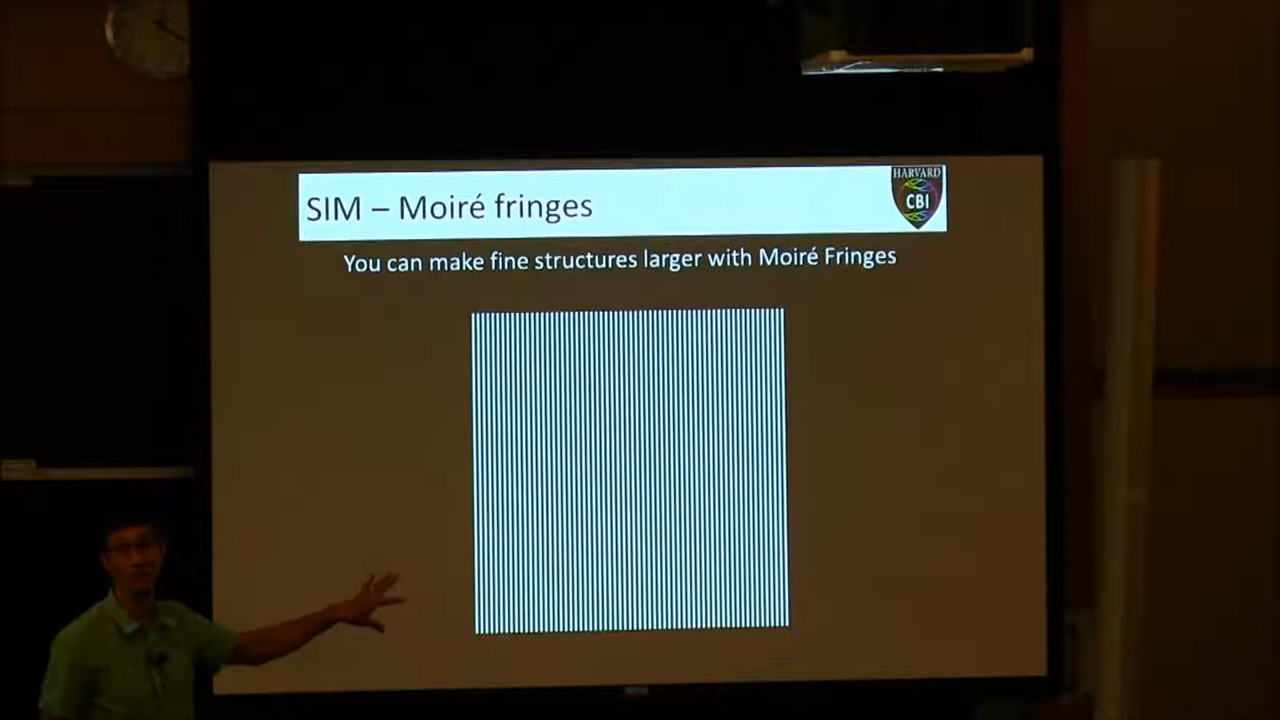 SIM – Moiré fringes
HARVARD
CBI
You can make fine structures larger with Moiré Fringes